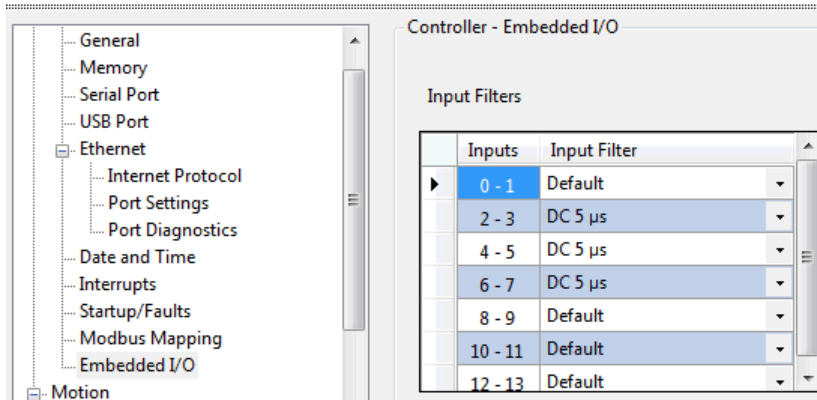 General
Memory
Serial Port
USB Port
Ethernet
Internet Protocol
Port Settings
Port Diagnostics
Date and Time
Interrupts
Startup/Faults
Modbus Mapping
Embedded I/O
Motion
Controller - Embedded I/O
Input Filters
Inputs Input Filter
0 - 1 Default
2 - 3 DC 5 µs
4 - 5 DC 5 µs
6 - 7 DC 5 µs
8 - 9 Default
10 - 11 Default
12 - 13 Default